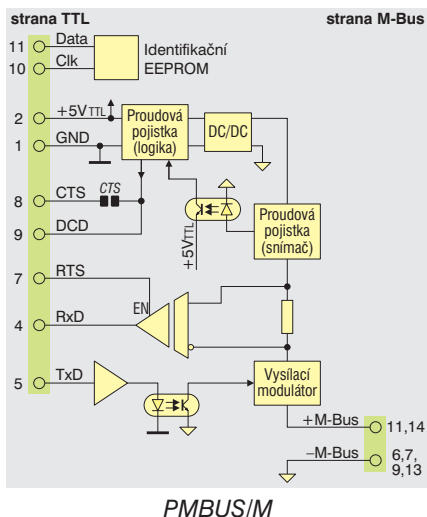 strana TTL
strana M-Bus
11
Data
10
Clk
Identifikační
EEPROM
2
+5VTTL
1
GND
Proudová
pojistka
(logika)
DC/DC
8
CTS
CTS
9
DCD
+5VTTL
Proudová
pojistka
(snímač)
7
RTS
EN
4
RxD
5
TxD
Vysílací
modulátor
+M-Bus
11,14
–M-Bus
6,7,
9,13
PMBUS/M